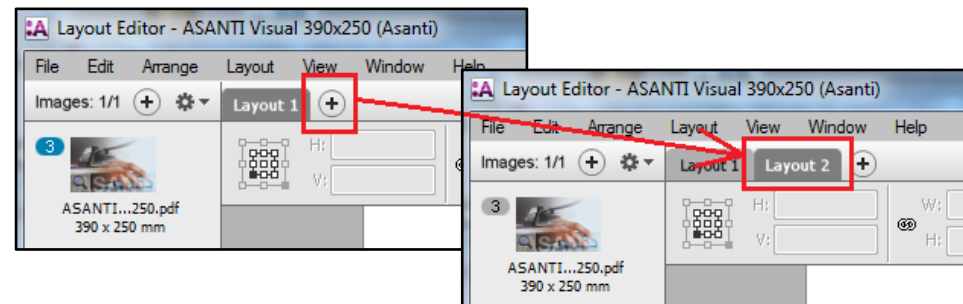 :A Layout Editor - ASANTI Visual 390x250 (Asanti)
File Edit Arrange Layout View Window Help
Images: 1/1 + Layout 1 +
3
H:
V:
ASANTI...250.pdf
390 x 250 mm
:A Layout Editor - ASANTI Visual 390x250 (Asanti)
File Edit Arrange Layout View Window Help
Images: 1/1 + Layout 1 Layout 2 +
3
H: W:
V: H:
ASANTI...250.pdf
390 x 250 mm